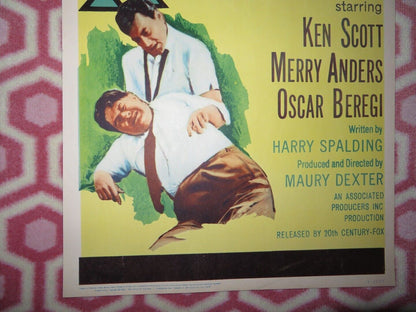 starring
KEN SCOTT
MERRY ANDERS
OSCAR BEREGI
Written by
HARRY SPALDING
Produced and Directed by
MAURY DEXTER
AN ASSOCIATED
PRODUCERS INC
PRODUCTION
RELEASED BY 20th CENTURY-FOX